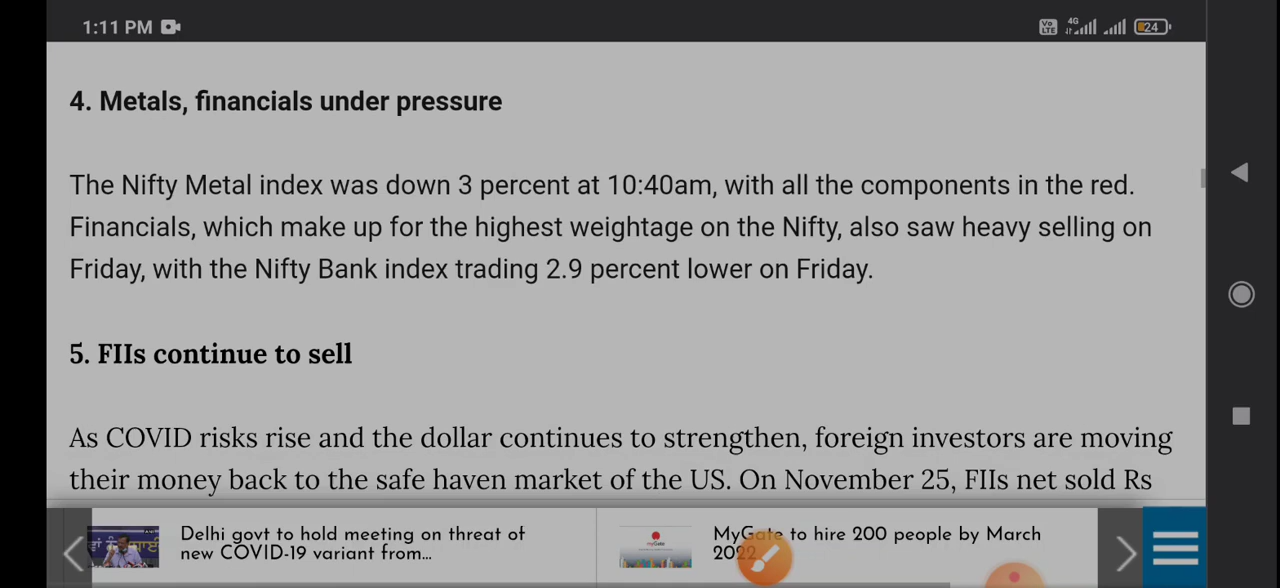 1:11 PM
Vo LTE 4G 24
4. Metals, financials under pressure
The Nifty Metal index was down 3 percent at 10:40am, with all the components in the red.
Financials, which make up for the highest weightage on the Nifty, also saw heavy selling on
Friday, with the Nifty Bank index trading 2.9 percent lower on Friday.
5. FIIs continue to sell
As COVID risks rise and the dollar continues to strengthen, foreign investors are moving
their money back to the safe haven market of the US. On November 25, FIIs net sold Rs
Delhi govt to hold meeting on threat of
new COVID-19 variant from...
MyGate to hire 200 people by March
2022